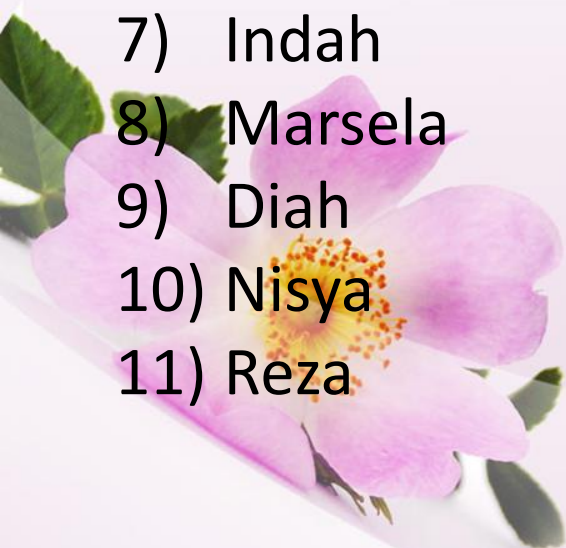 7) Indah
8) Marsela
9) Diah
10) Nisya
11) Reza